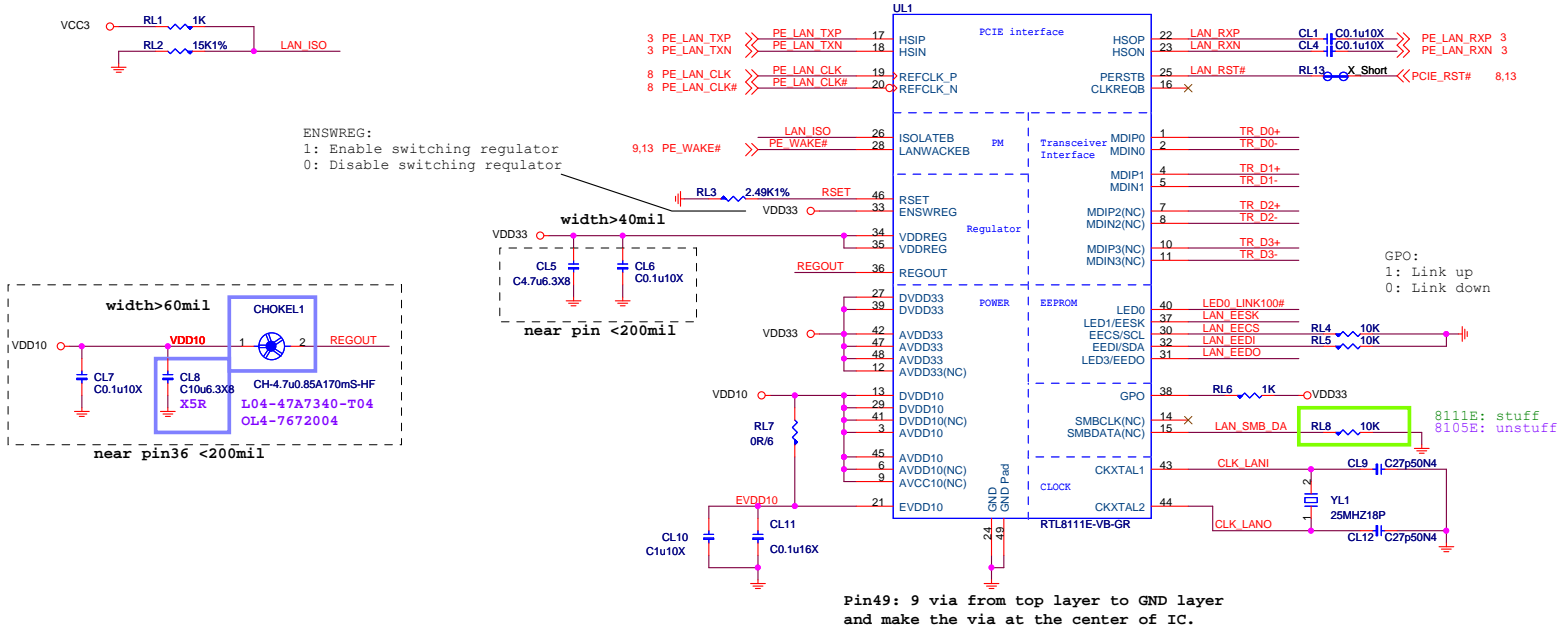 UL1
VCC3
RL1 1K
RL2 15K1%
LAN_ISO
ENSWREG:
1: Enable switching regulator
0: Disable switching regulator
3 PE_LAN_TXP PE_LAN_TXP 17 HSIP
3 PE_LAN_TXN PE_LAN_TXN 18 HSIN
8 PE_LAN_CLK PE_LAN_CLK 19 REFCLK_P
8 PE_LAN_CLK# PE_LAN_CLK# 20 REFCLK_N
LAN_ISO 26 ISOLATEB
9,13 PE_WAKE# PE_WAKE# 28 LANWACKEB
RL3 2.49K1% RSET 46 RSET
VDD33 33 ENSWREG
width>40mil
VDD33 34 VDDREG
35 VDDREG
CL5
C4.7u6.3X8
CL6
C0.1u10X
near pin <200mil
REGOUT 36 REGOUT
27 DVDD33
39 DVDD33
VDD33 42 AVDD33
47 AVDD33
48 AVDD33
12 AVDD33(NC)
VDD10 13 DVDD10
29 DVDD10
41 DVDD10(NC)
3 AVDD10
45 AVDD10
6 AVDD10(NC)
9 AVCC10(NC)
RL7
0R/6
EVDD10 21 EVDD10
CL10
C1u10X
CL11
C0.1u16X
width>60mil
CHOKEL1
VDD10 VDD10 1 2 REGOUT
CL7
C0.1u10X
CL8
C10u6.3X8
X5R
CH-4.7u0.85A170mS-HF
L04-47A7340-T04
OL4-7672004
near pin36 <200mil
PCIE interface
PM
Transceiver
Interface
Regulator
POWER
EEPROM
CLOCK
HSOP 22 LAN_RXP CL1 C0.1u10X PE_LAN_RXP 3
HSON 23 LAN_RXN CL4 C0.1u10X PE_LAN_RXN 3
PERSTB 25 LAN_RST# RL13 X_Short PCIE_RST# 8,13
CLKREQB 16
MDIP0 1 TR_D0+
MDIN0 2 TR_D0-
MDIP1 4 TR_D1+
MDIN1 5 TR_D1-
MDIP2(NC) 7 TR_D2+
MDIN2(NC) 8 TR_D2-
MDIP3(NC) 10 TR_D3+
MDIN3(NC) 11 TR_D3-
GPO:
1: Link up
0: Link down
LED0 40 LED0_LINK100#
LED1/EESK 37 LAN_EESK
EECS/SCL 30 LAN_EECS RL4 10K
EEDI/SDA 32 LAN_EEDI RL5 10K
LED3/EEDO 31 LAN_EEDO
GPO 38 RL6 1K VDD33
SMBCLK(NC) 14
SMBDATA(NC) 15 LAN_SMB_DA RL8 10K
8111E: stuff
8105E: unstuff
CKXTAL1 43 CLK_LANI CL9 C27p50N4
2 YL1
1 25MHZ18P
CKXTAL2 44 CLK_LANO CL12 C27p50N4
GND
GND Pad
24
49
RTL8111E-VB-GR
Pin49: 9 via from top layer to GND layer
and make the via at the center of IC.